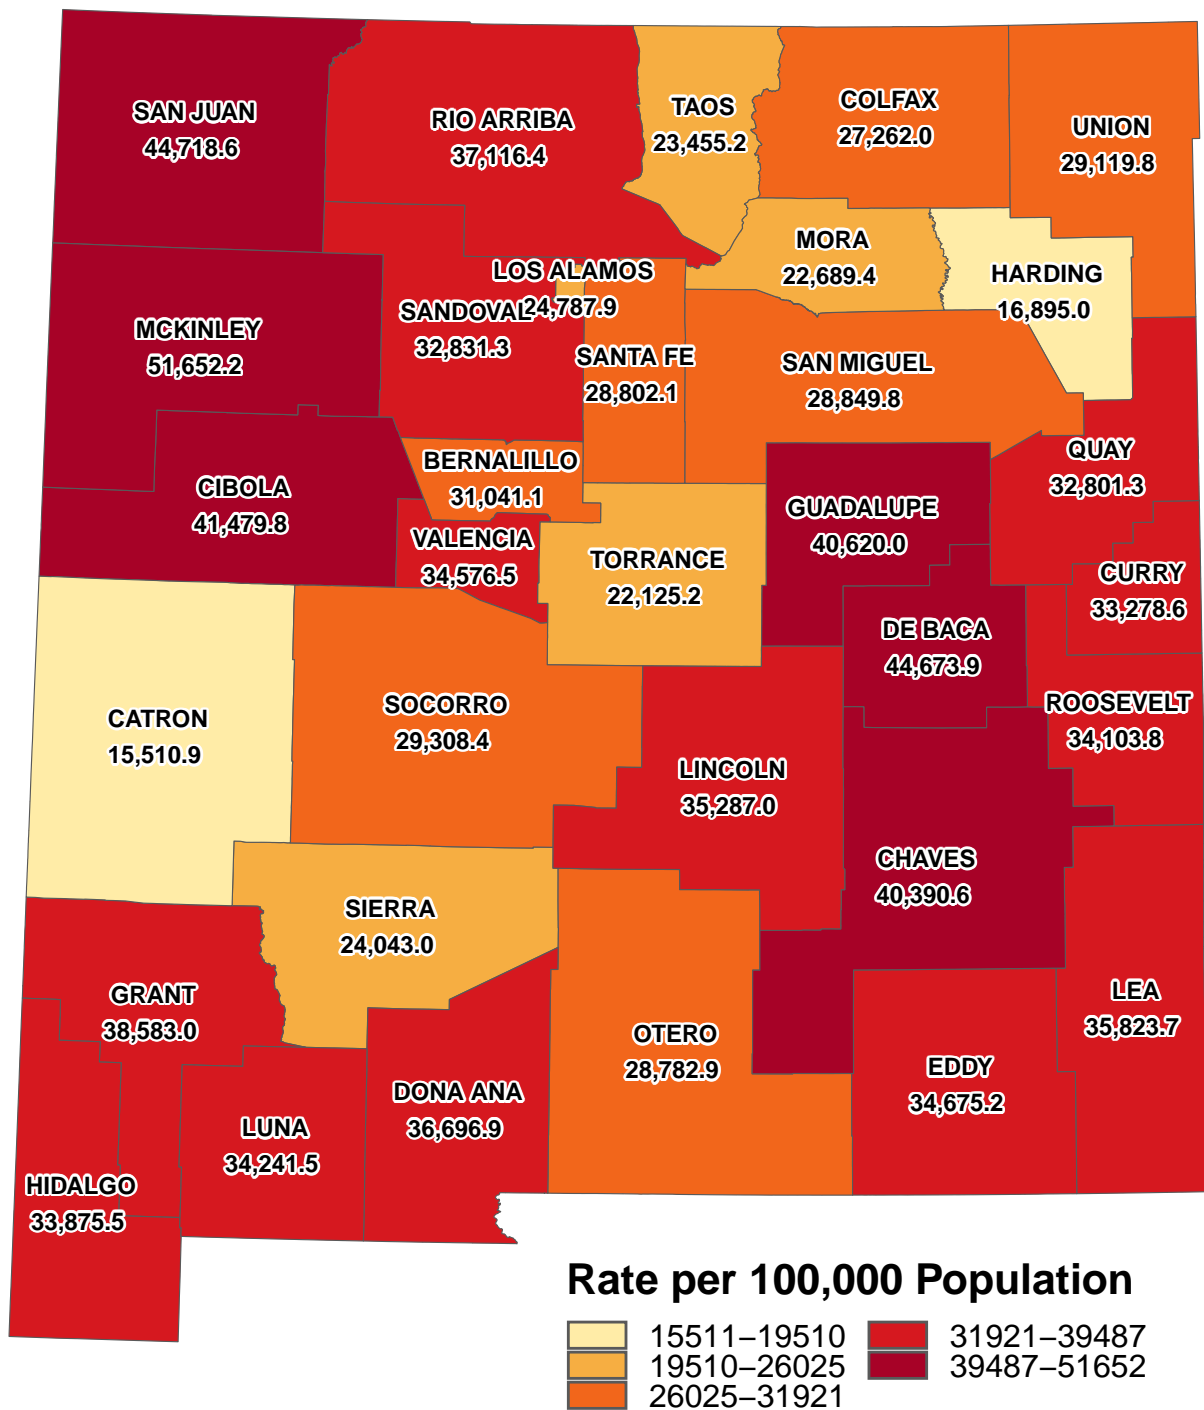 SAN JUAN
44,718.6
RIO ARRIBA
37,116.4
TAOS
23,455.2
COLFAX
27,262.0
UNION
29,119.8
MORA
22,689.4
HARDING
16,895.0
LOS ALAMOS
24,787.9
SANDOVAL
32,831.3
MCKINLEY
51,652.2
SANTA FE
28,802.1
SAN MIGUEL
28,849.8
QUAY
32,801.3
BERNALILLO
31,041.1
CIBOLA
41,479.8
GUADALUPE
40,620.0
VALENCIA
34,576.5
TORRANCE
22,125.2
CURRY
33,278.6
DE BACA
44,673.9
ROOSEVELT
34,103.8
CATRON
15,510.9
SOCORRO
29,308.4
LINCOLN
35,287.0
CHAVES
40,390.6
SIERRA
24,043.0
GRANT
38,583.0
LEA
35,823.7
OTERO
28,782.9
EDDY
34,675.2
DONA ANA
36,696.9
LUNA
34,241.5
HIDALGO
33,875.5
Rate per 100,000 Population
15511–19510
19510–26025
26025–31921
31921–39487
39487–51652